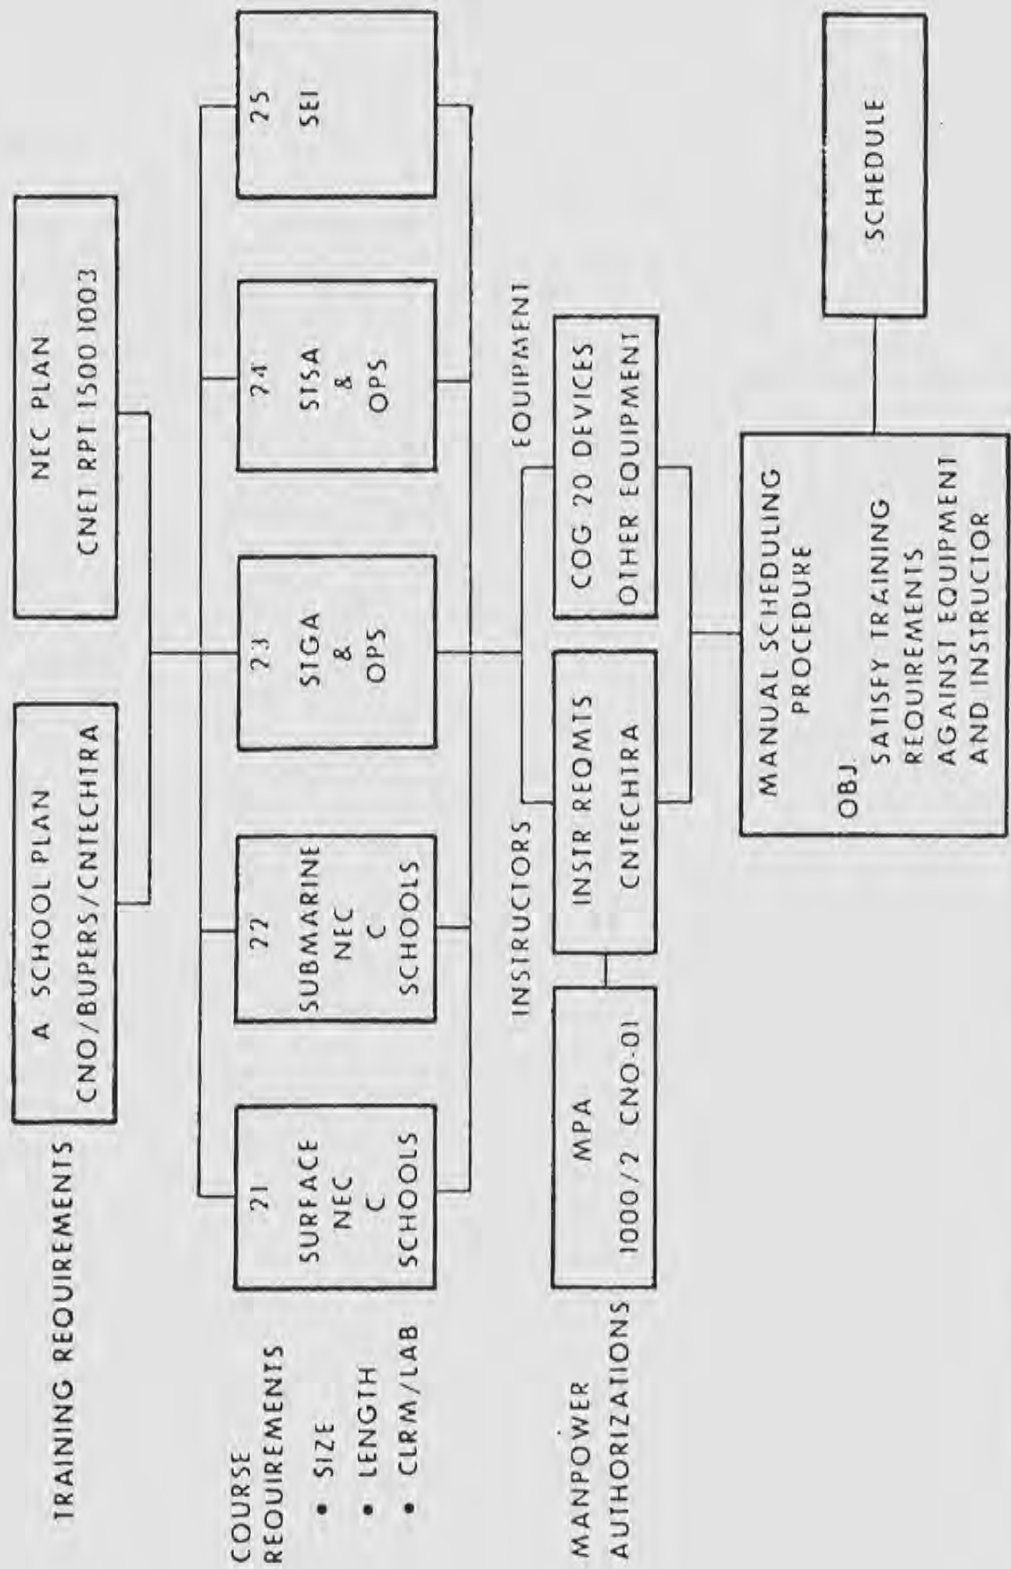 TRAINING REQUIREMENTS
A SCHOOL PLAN
CNO/BUPERS/CNTECHTRA
NEC PLAN
CNET RPT 1500 1003
COURSE
REQUIREMENTS
• SIZE
• LENGTH
• CLRM/LAB
21
SURFACE
NEC
C
SCHOOLS
22
SUBMARINE
NEC
C
SCHOOLS
23
STGA
&
OPS
24
STSA
&
OPS
25
SEI
INSTRUCTORS
EQUIPMENT
MANPOWER
AUTHORIZATIONS
MPA
1000/2 CNO-01
INSTR REQMTS
CNTECHTRA
COG 20 DEVICES
OTHER EQUIPMENT
MANUAL SCHEDULING
PROCEDURE
OBJ
SATISFY TRAINING
REQUIREMENTS
AGAINST EQUIPMENT
AND INSTRUCTOR
SCHEDULE